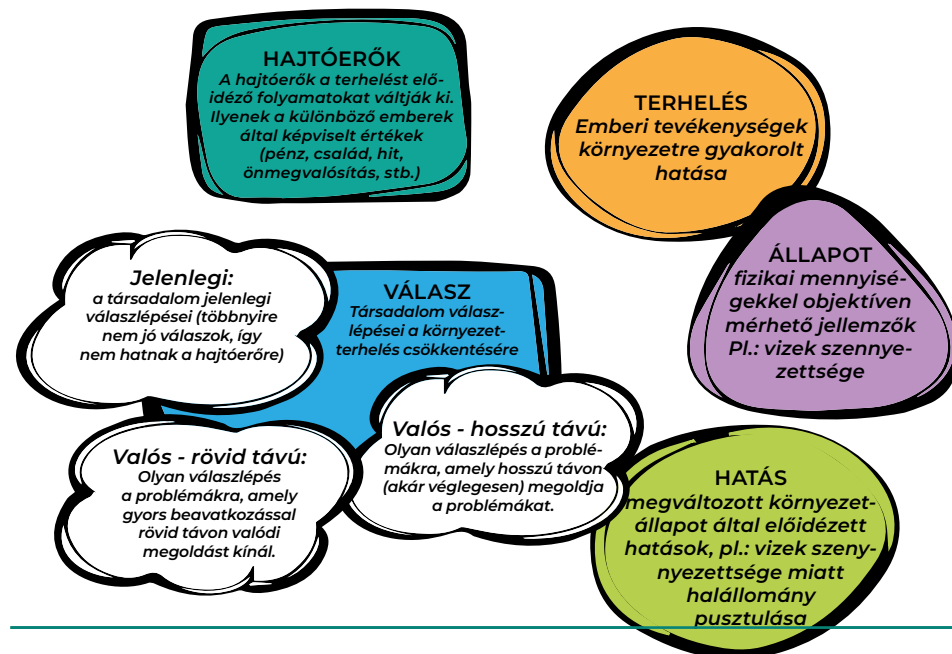 HAJTÓERŐK
A hajtóerők a terhelést elő-
idéző folyamatokat váltják ki.
Ilyenek a különböző emberek
által képviselt értékek
(pénz, család, hit,
önmegvalósítás, stb.)
TERHELÉS
Emberi tevékenységek
környezetre gyakorolt
hatása
ÁLLAPOT
fizikai mennyisé-
gekkel objektíven
mérhető jellemzők
Pl.: vizek szennye-
zettsége
HATÁS
megváltozott környezet-
állapot által előidézett
hatások, pl.: vizek szeny-
nyezettsége miatt
halállomány
pusztulása
VÁLASZ
Társadalom válasz-
lépései a környezet-
terhelés csökkentésére
Jelenlegi:
a társadalom jelenlegi
válaszlépései (többnyire
nem jó válaszok, így
nem hatnak a hajtóerőre)
Valós - rövid távú:
Olyan válaszlépés
a problémákra, amely
gyors beavatkozással
rövid távon valódi
megoldást kínál.
Valós - hosszú távú:
Olyan válaszlépés a problé-
mákra, amely hosszú távon
(akár véglegesen) megoldja
a problémákat.